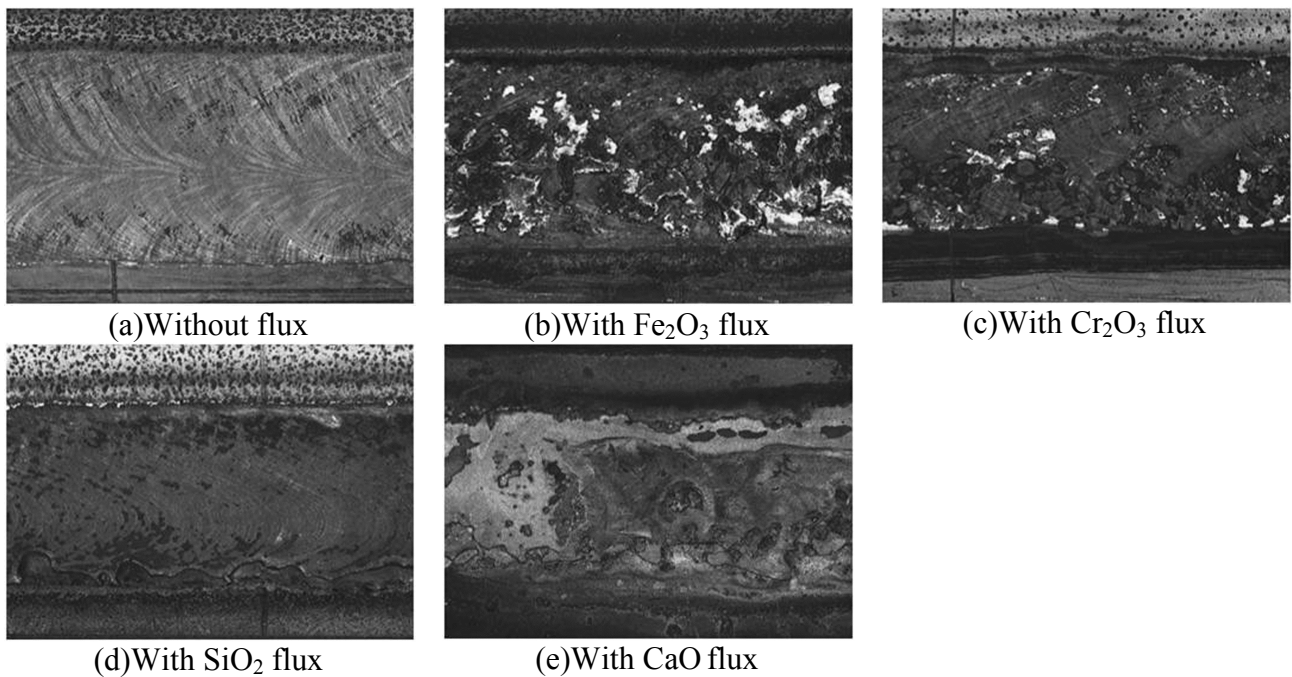 (a)Without flux
(b)With Fe₂O₃ flux
(c)With Cr₂O₃ flux
(d)With SiO₂ flux
(e)With CaO flux